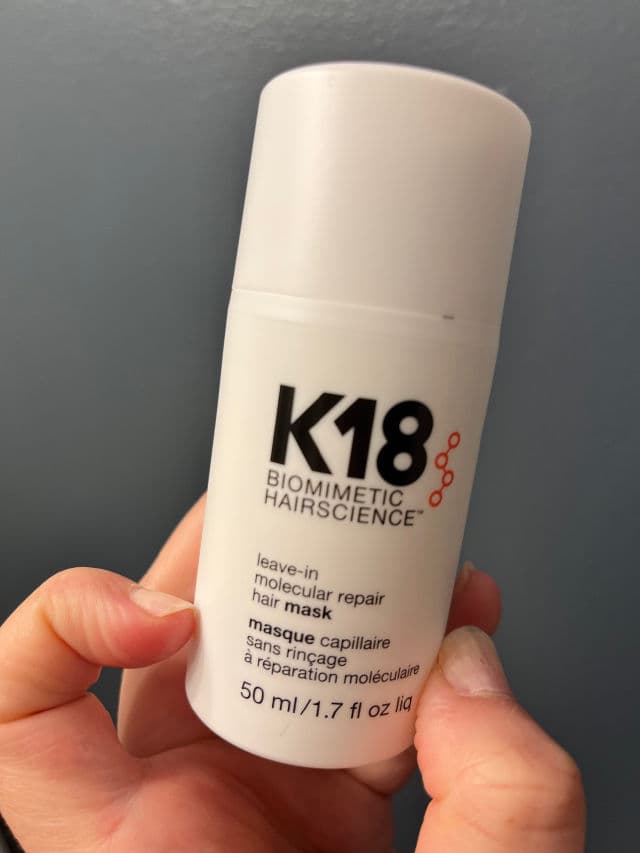 K18
BIOMIMETIC
HAIRSCIENCE™
leave-in
molecular repair
hair mask
masque capillaire
sans rinçage
à réparation moléculaire
50 ml/1.7 fl oz liq